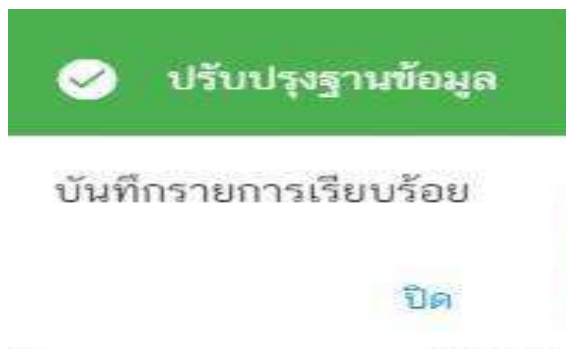 ปรับปรุงฐานข้อมูล
บันทึกรายการเรียบร้อย
ปิด